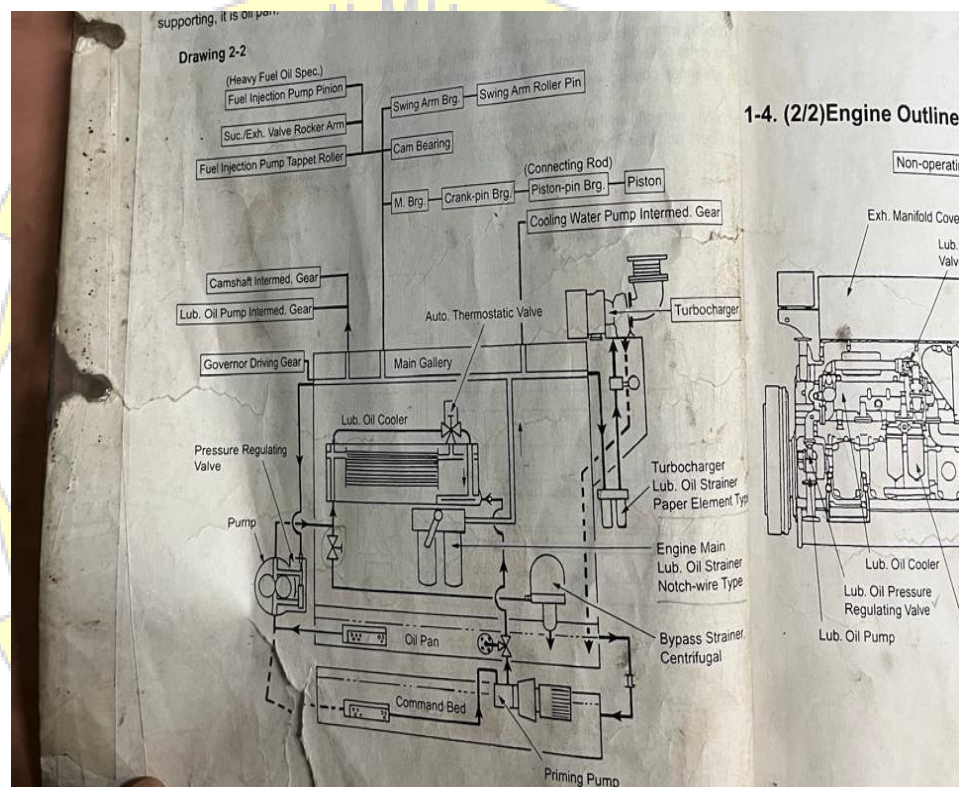 supporting, it is oil pan.
Drawing 2-2
(Heavy Fuel Oil Spec.)
Fuel Injection Pump Pinion
Suc./Exh. Valve Rocker Arm
Fuel Injection Pump Tappet Roller
Swing Arm Brg.
Swing Arm Roller Pin
Cam Bearing
(Connecting Rod)
M. Brg.
Crank-pin Brg.
Piston-pin Brg.
Piston
Cooling Water Pump Intermed. Gear
Camshaft Intermed. Gear
Lub. Oil Pump Intermed. Gear
Auto. Thermostatic Valve
Turbocharger
Governor Driving Gear
Main Gallery
Lub. Oil Cooler
Pressure Regulating
Valve
Pump
Turbocharger
Lub. Oil Strainer
Paper Element Type
Engine Main
Lub. Oil Strainer
Notch-wire Type
Oil Pan
Bypass Strainer
Centrifugal
Command Bed
Priming Pump
1-4. (2/2)Engine Outline
Non-operati
Exh. Manifold Cove
Lub.
Valv
Lub. Oil Cooler
Lub. Oil Pressure
Regulating Valve
Lub. Oil Pump